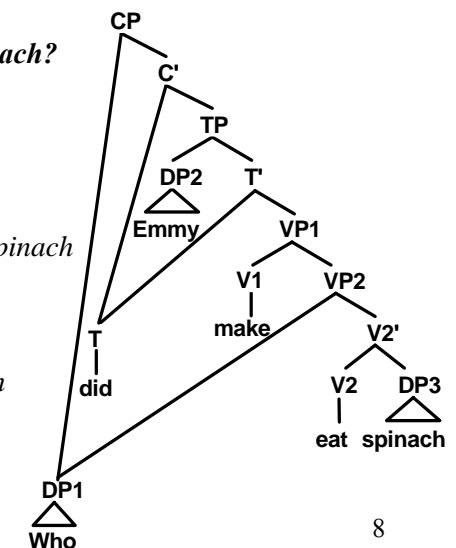 CP
ach?
C'
TP
DP2 T'
Emmy
pinach
VP1
V1 VP2
make
T
V2'
did
V2 DP3
eat spinach
DP1
Who
8